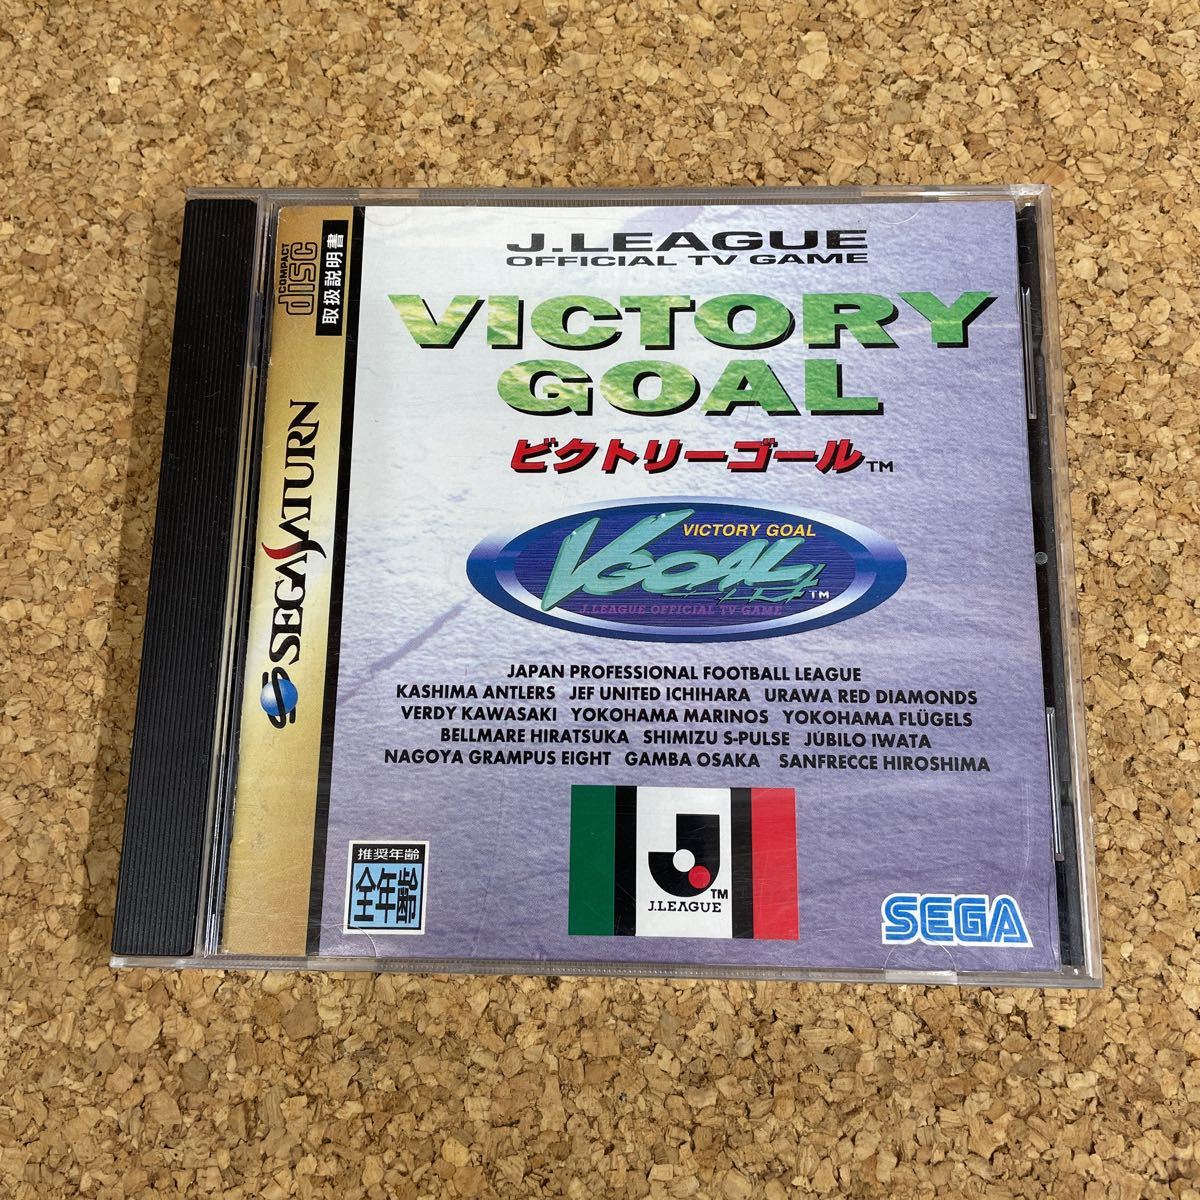 COMPACT
disc
取扱説明書
SEGA SATURN
J.LEAGUE
OFFICIAL TV GAME
VICTORY
GOAL
ビクトリーゴール™
VICTORY GOAL
VGOAL™
J.LEAGUE OFFICIAL TV GAME
JAPAN PROFESSIONAL FOOTBALL LEAGUE
KASHIMA ANTLERS JEF UNITED ICHIHARA URAWA RED DIAMONDS
VERDY KAWASAKI YOKOHAMA MARINOS YOKOHAMA FLÜGELS
BELLMARE HIRATSUKA SHIMIZU S-PULSE JÚBILO IWATA
NAGOYA GRAMPUS EIGHT GAMBA OSAKA SANFRECCE HIROSHIMA
推奨年齢
全年齢
J™
J.LEAGUE
SEGA